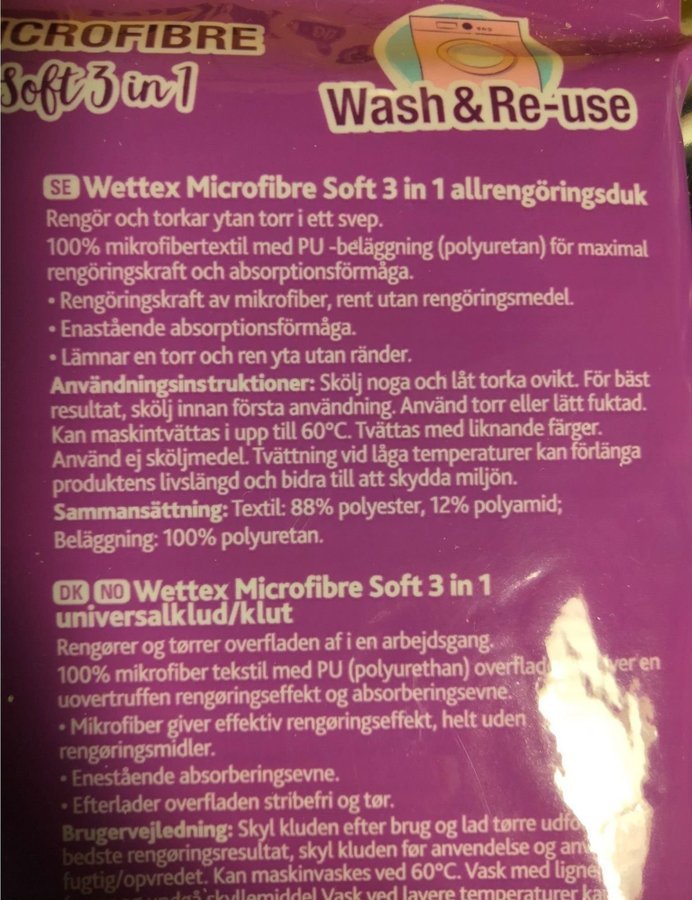 MICROFIBRE
Soft 3 in 1
Wash & Re-use
SE Wettex Microfibre Soft 3 in 1 allrengöringsduk
Rengör och torkar ytan torr i ett svep.
100% mikrofibertextil med PU -beläggning (polyuretan) för maximal
rengöringskraft och absorptionsförmåga.
• Rengöringskraft av mikrofiber, rent utan rengöringsmedel.
• Enastående absorptionsförmåga.
• Lämnar en torr och ren yta utan ränder.
Användningsinstruktioner: Skölj noga och låt torka ovikt. För bäst
resultat, skölj innan första användning. Använd torr eller lätt fuktad.
Kan maskintvättas i upp till 60°C. Tvättas med liknande färger.
Använd ej sköljmedel. Tvättning vid låga temperaturer kan förlänga
produktens livslängd och bidra till att skydda miljön.
Sammansättning: Textil: 88% polyester, 12% polyamid;
Beläggning: 100% polyuretan.
DK NO Wettex Microfibre Soft 3 in 1
universalklud/klut
Rengører og tørrer overfladen af i en arbejdsgang.
100% mikrofiber tekstil med PU (polyurethan) en
uovertruffen rengøringseffekt og absorberingsevne.
• Mikrofiber giver effektiv rengøringseffekt, helt uden
rengøringsmidler.
• Enestående absorberingsevne.
• Efterlader overfladen stribefri og tør.
Brugervejledning: Skyl kluden efter brug og lad tørre
bedste rengøringsresultat, skyl kluden før anvendelse og
fugtig/opvredet. Kan maskinvaskes ved 60°C. Vask med
skyllemiddel Vask ved lavere temperaturer